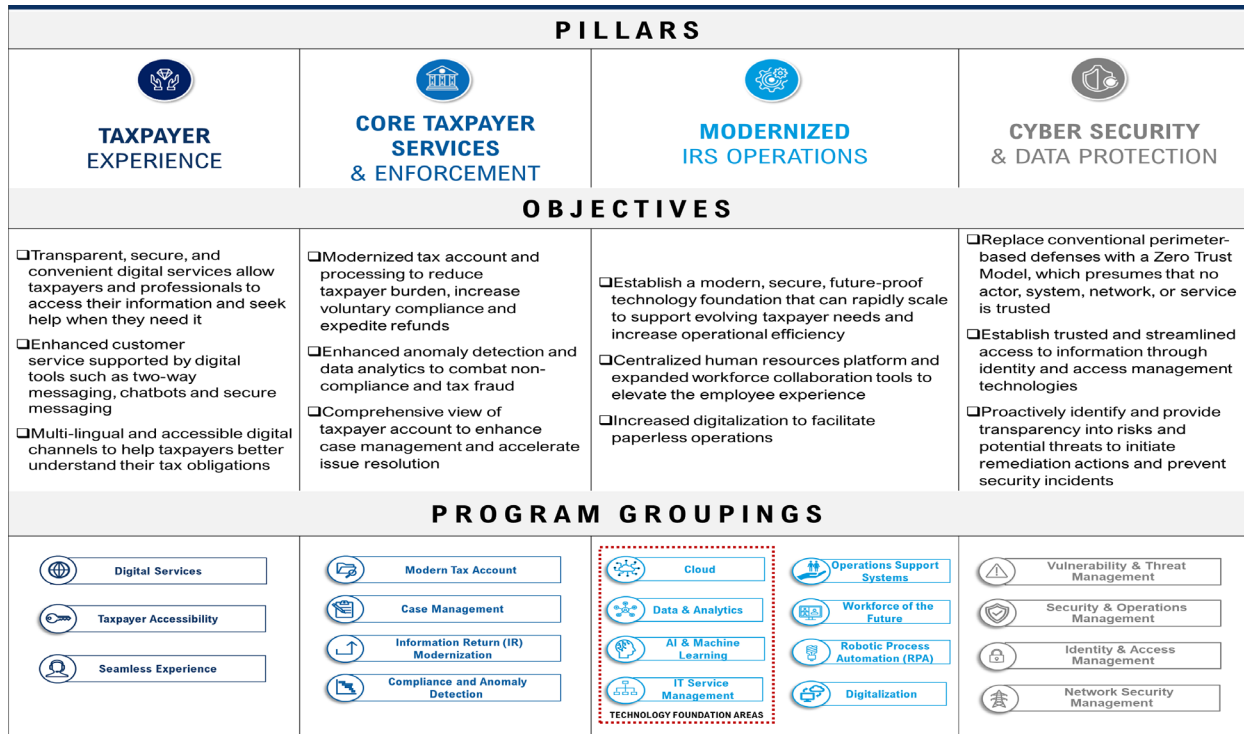 PILLARS
TAXPAYER
EXPERIENCE
CORE TAXPAYER
SERVICES
& ENFORCEMENT
MODERNIZED
IRS OPERATIONS
CYBER SECURITY
& DATA PROTECTION
OBJECTIVES
❑Transparent, secure, and
convenient digital services allow
taxpayers and professionals to
access their information and seek
help when they need it
❑Enhanced customer
service supported by digital
tools such as two-way
messaging, chatbots and secure
messaging
❑Multi-lingual and accessible digital
channels to help taxpayers better
understand their tax obligations
❑Modernized tax account and
processing to reduce
taxpayer burden, increase
voluntary compliance and
expedite refunds
❑Enhanced anomaly detection and
data analytics to combat non-
compliance and tax fraud
❑Comprehensive view of
taxpayer account to enhance
case management and accelerate
issue resolution
❑Establish a modern, secure, future-proof
technology foundation that can rapidly scale
to support evolving taxpayer needs and
increase operational efficiency
❑Centralized human resources platform and
expanded workforce collaboration tools to
elevate the employee experience
❑Increased digitalization to facilitate
paperless operations
❑Replace conventional perimeter-
based defenses with a Zero Trust
Model, which presumes that no
actor, system, network, or service
is trusted
❑Establish trusted and streamlined
access to information through
identity and access management
technologies
❑Proactively identify and provide
transparency into risks and
potential threats to initiate
remediation actions and prevent
security incidents
PROGRAM GROUPINGS
Digital Services
Taxpayer Accessibility
Seamless Experience
Modern Tax Account
Case Management
Information Return (IR)
Modernization
Compliance and Anomaly
Detection
Cloud
Data & Analytics
AI & Machine
Learning
IT Service
Management
TECHNOLOGY FOUNDATION AREAS
Operations Support
Systems
Workforce of the
Future
Robotic Process
Automation (RPA)
Digitalization
Vulnerability & Threat
Management
Security & Operations
Management
Identity & Access
Management
Network Security
Management